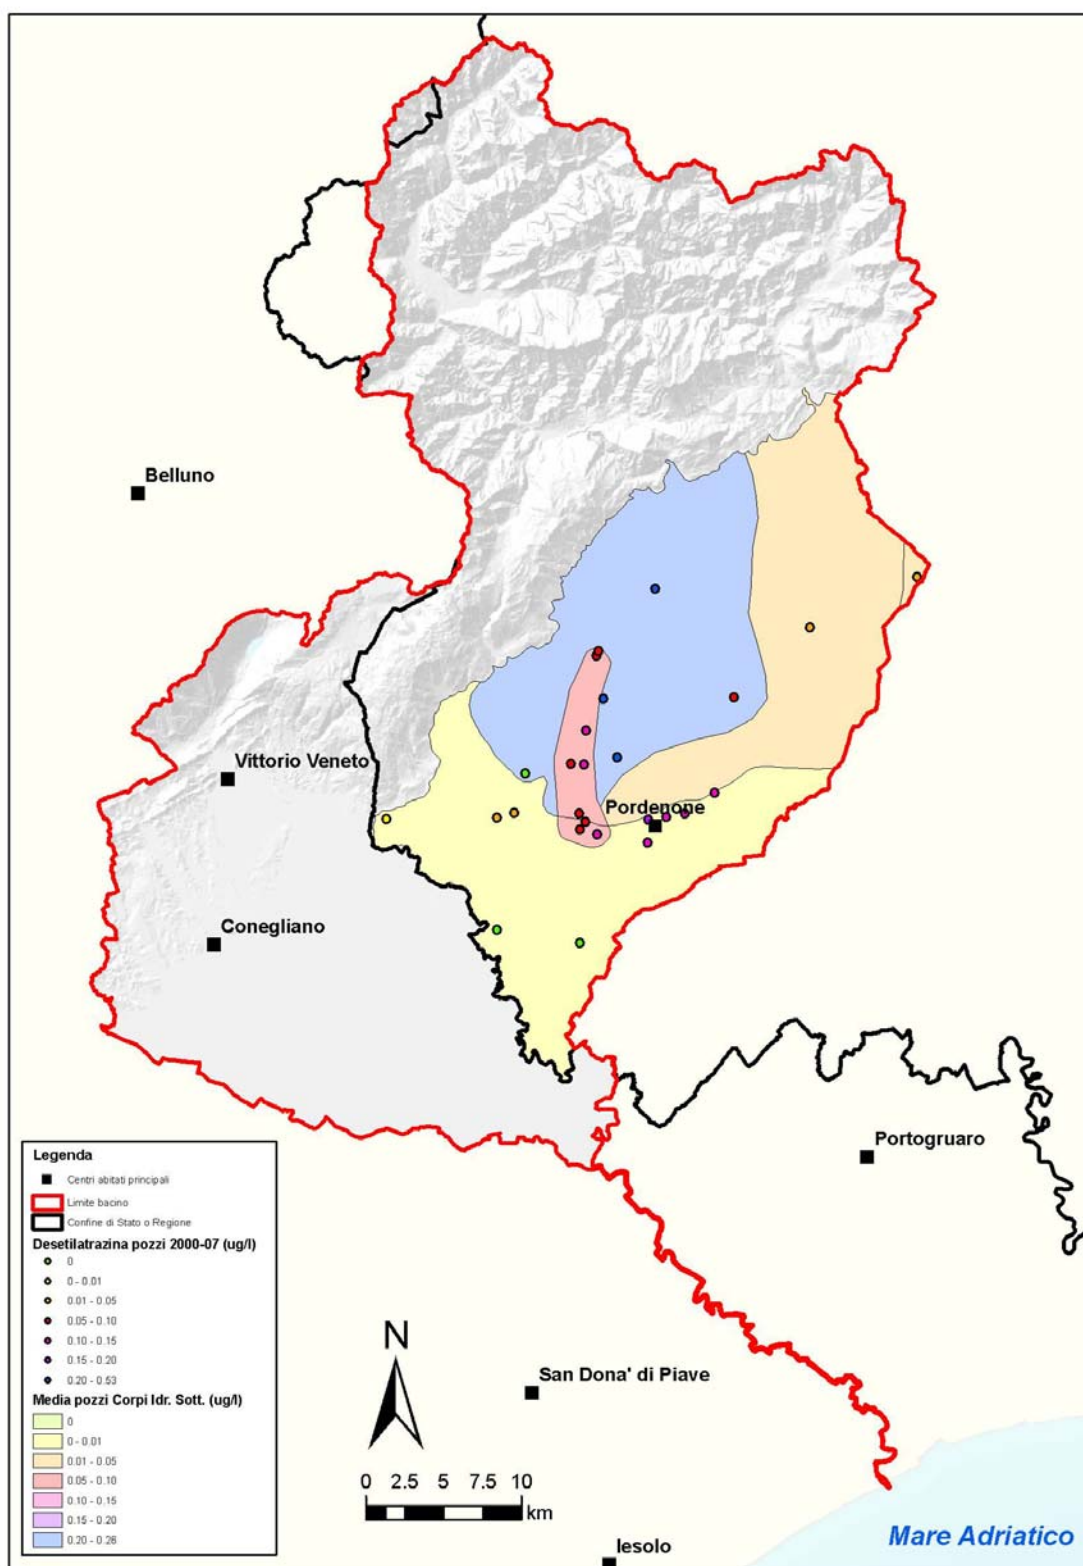 Belluno
Vittorio Veneto
Pordenone
Conegliano
Portogruaro
Legenda
Centri abitati principali
Limite bacino
Confine di Stato o Regione
Desetilatrazina pozzi 2000-07 (ug/l)
0
0 - 0.01
0.01 - 0.05
0.05 - 0.10
0.10 - 0.15
0.15 - 0.20
0.20 - 0.53
Media pozzi Corpi Idr. Sott. (ug/l)
0
0 - 0.01
0.01 - 0.05
0.05 - 0.10
0.10 - 0.15
0.15 - 0.20
0.20 - 0.26
N
San Dona' di Piave
0 2.5 5 7.5 10
km
Mare Adriatico
Iesolo